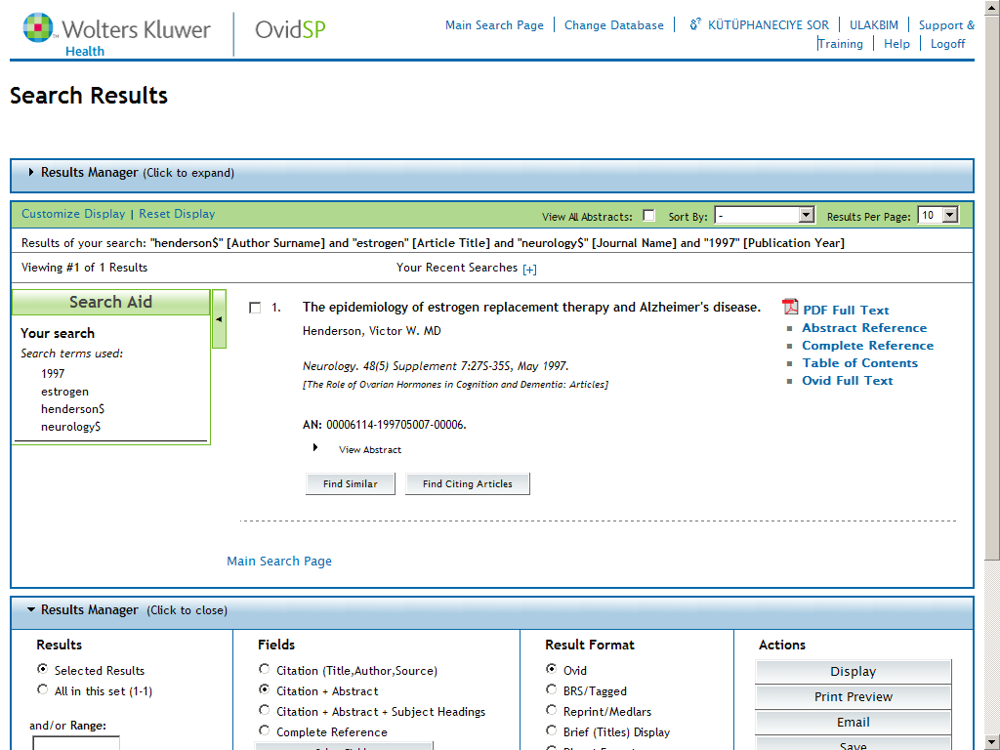 Wolters Kluwer
Health
OvidSP
Main Search Page | Change Database | KÜTÜPHANECIYE SOR | ULAKBIM | Support &
Training | Help | Logoff
Search Results
Results Manager (Click to expand)
Customize Display | Reset Display
View All Abstracts: Sort By: - Results Per Page: 10
Results of your search: "henderson$" [Author Surname] and "estrogen" [Article Title] and "neurology$" [Journal Name] and "1997" [Publication Year]
Viewing #1 of 1 Results
Your Recent Searches [+]
Search Aid
Your search
Search terms used:
1997
estrogen
henderson$
neurology$
1. The epidemiology of estrogen replacement therapy and Alzheimer's disease.
Henderson, Victor W. MD
Neurology. 48(5) Supplement 7:27S-35S, May 1997.
[The Role of Ovarian Hormones in Cognition and Dementia: Articles]
AN: 00006114-199705007-00006.
View Abstract
Find Similar
Find Citing Articles
PDF Full Text
Abstract Reference
Complete Reference
Table of Contents
Ovid Full Text
Main Search Page
Results Manager (Click to close)
Results
Selected Results
All in this set (1-1)
and/or Range:
Fields
Citation (Title,Author,Source)
Citation + Abstract
Citation + Abstract + Subject Headings
Complete Reference
Result Format
Ovid
BRS/Tagged
Reprint/Medlars
Brief (Titles) Display
Actions
Display
Print Preview
Email
Save